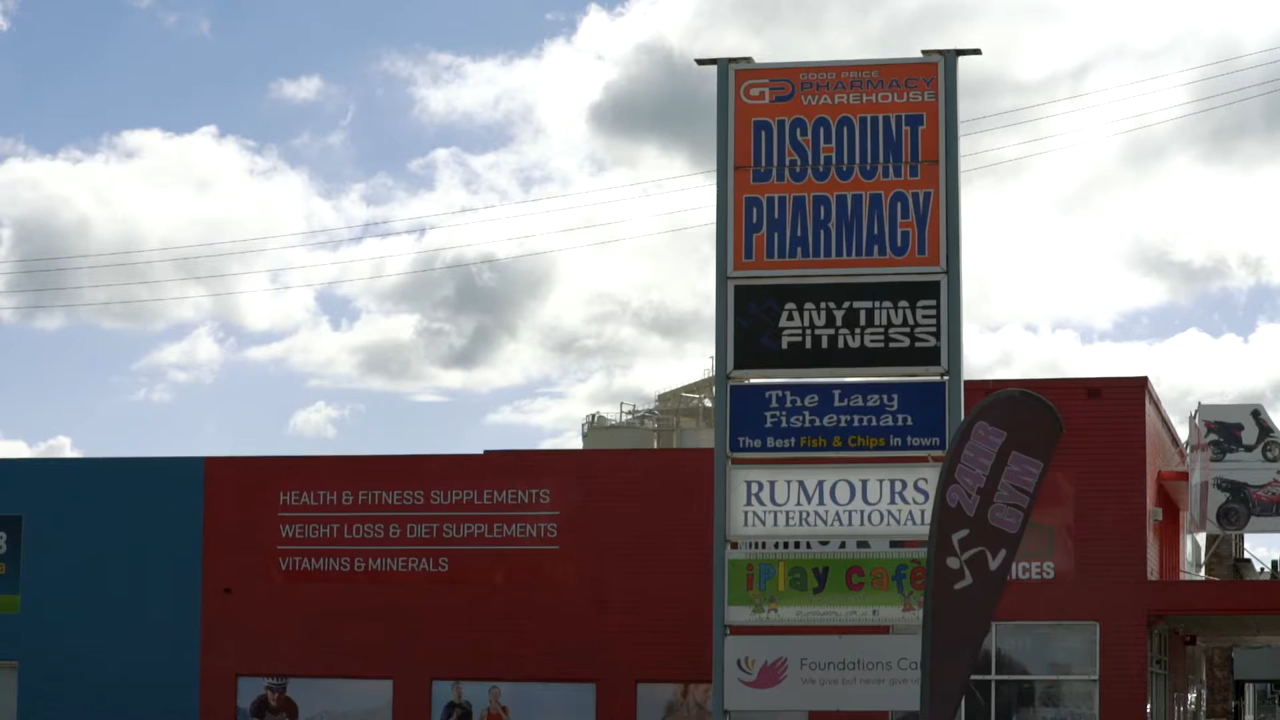 GP
GOOD PRICE
PHARMACY
WAREHOUSE
DISCOUNT
PHARMACY
ANYTIME
FITNESS
The Lazy
Fisherman
The Best Fish & Chips in town
RUMOURS
INTERNATIONAL
iPlay cafè
Foundations Ca
We give but never give u
24HR
GYM
HEALTH & FITNESS SUPPLEMENTS
WEIGHT LOSS & DIET SUPPLEMENTS
VITAMINS & MINERALS
ICES